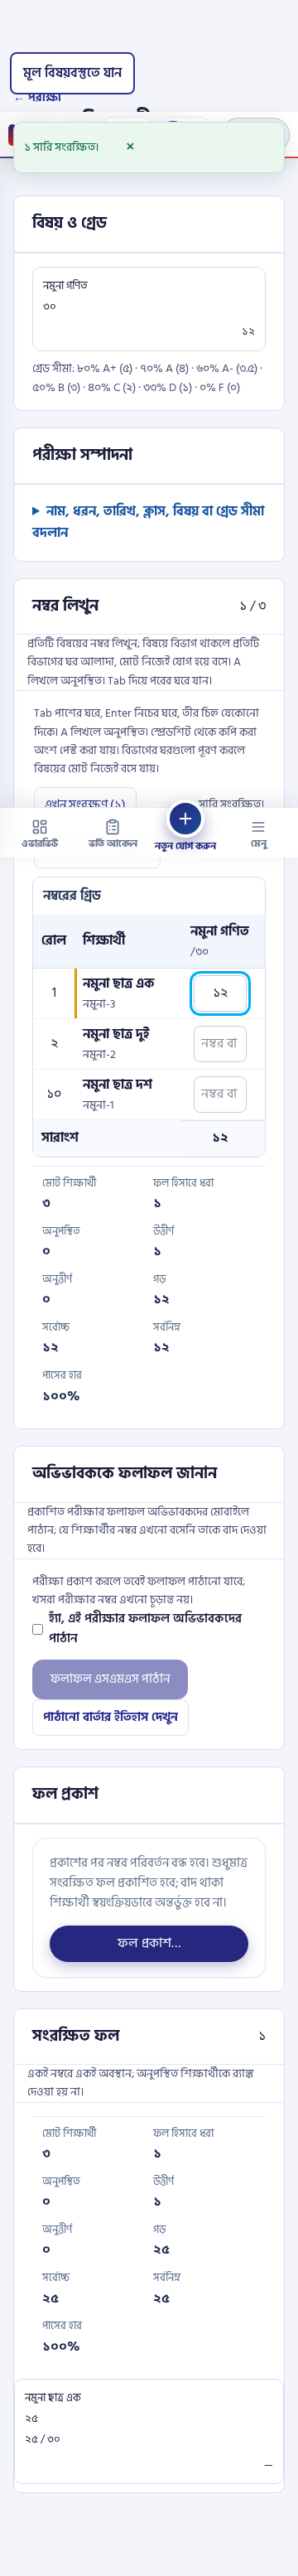 মূল বিষয়বস্তুতে যান
← পরীক্ষা
১ সারি সংরক্ষিত। ×
বিষয় ও গ্রেড
নমুনা গণিত
৩০
১২
গ্রেড সীমা: ৮০% A+ (৫) · ৭০% A (৪) · ৬০% A- (৩.৫) ·
৫০% B (৩) · ৪০% C (২) · ৩৩% D (১) · ০% F (০)
পরীক্ষা সম্পাদনা
▶ নাম, ধরন, তারিখ, ক্লাস, বিষয় বা গ্রেড সীমা
বদলান
নম্বর লিখুন ১ / ৩
প্রতিটি বিষয়ের নম্বর লিখুন; বিষয়ে বিভাগ থাকলে প্রতিটি
বিভাগের ঘর আলাদা, মোট নিজেই যোগ হয়ে বসে। A
লিখলে অনুপস্থিত। Tab দিয়ে পরের ঘরে যান।
Tab পাশের ঘরে, Enter নিচের ঘরে, তীর চিহ্ন যেকোনো
দিকে। A লিখলে অনুপস্থিত। স্প্রেডশিট থেকে কপি করা
অংশ পেস্ট করা যায়। বিভাগের ঘরগুলো পূরণ করলে
বিষয়ের মোট নিজেই বসে যায়।
এখন সংরক্ষণ (১) সারি সংরক্ষিত।
ওভারভিউ
ভর্তি আবেদন
নতুন যোগ করুন
মেনু
নম্বরের গ্রিড
রোল শিক্ষার্থী নমুনা গণিত
/৩০
1 নমুনা ছাত্র এক ১২
নমুনা-3
২ নমুনা ছাত্র দুই নম্বর বা
নমুনা-2
১০ নমুনা ছাত্র দশ নম্বর বা
নমুনা-1
সারাংশ ১২
মোট শিক্ষার্থী ফল হিসাবে ধরা
৩ ১
অনুপস্থিত উত্তীর্ণ
০ ১
অনুত্তীর্ণ গড়
০ ১২
সর্বোচ্চ সর্বনিম্ন
১২ ১২
পাসের হার
১০০%
অভিভাবককে ফলাফল জানান
প্রকাশিত পরীক্ষার ফলাফল অভিভাবকদের মোবাইলে
পাঠান; যে শিক্ষার্থীর নম্বর এখনো বসেনি তাকে বাদ দেওয়া
হবে।
পরীক্ষা প্রকাশ করলে তবেই ফলাফল পাঠানো যাবে;
খসরা পরীক্ষার নম্বর এখনো চূড়ান্ত নয়।
হ্যাঁ, এই পরীক্ষার ফলাফল অভিভাবকদের
পাঠান
ফলাফল এসএমএস পাঠান
পাঠানো বার্তার ইতিহাস দেখুন
ফল প্রকাশ
প্রকাশের পর নম্বর পরিবর্তন বন্ধ হবে। শুধুমাত্র
সংরক্ষিত ফল প্রকাশিত হবে; বাদ থাকা
শিক্ষার্থী স্বয়ংক্রিয়ভাবে অন্তর্ভুক্ত হবে না।
ফল প্রকাশ...
সংরক্ষিত ফল ১
একই নম্বরে একই অবস্থান; অনুপস্থিত শিক্ষার্থীকে র‍্যাঙ্ক
দেওয়া হয় না।
মোট শিক্ষার্থী ফল হিসাবে ধরা
৩ ১
অনুপস্থিত উত্তীর্ণ
০ ১
অনুত্তীর্ণ গড়
০ ২৫
সর্বোচ্চ সর্বনিম্ন
২৫ ২৫
পাসের হার
১০০%
নমুনা ছাত্র এক
২৫
২৫ / ৩০
—